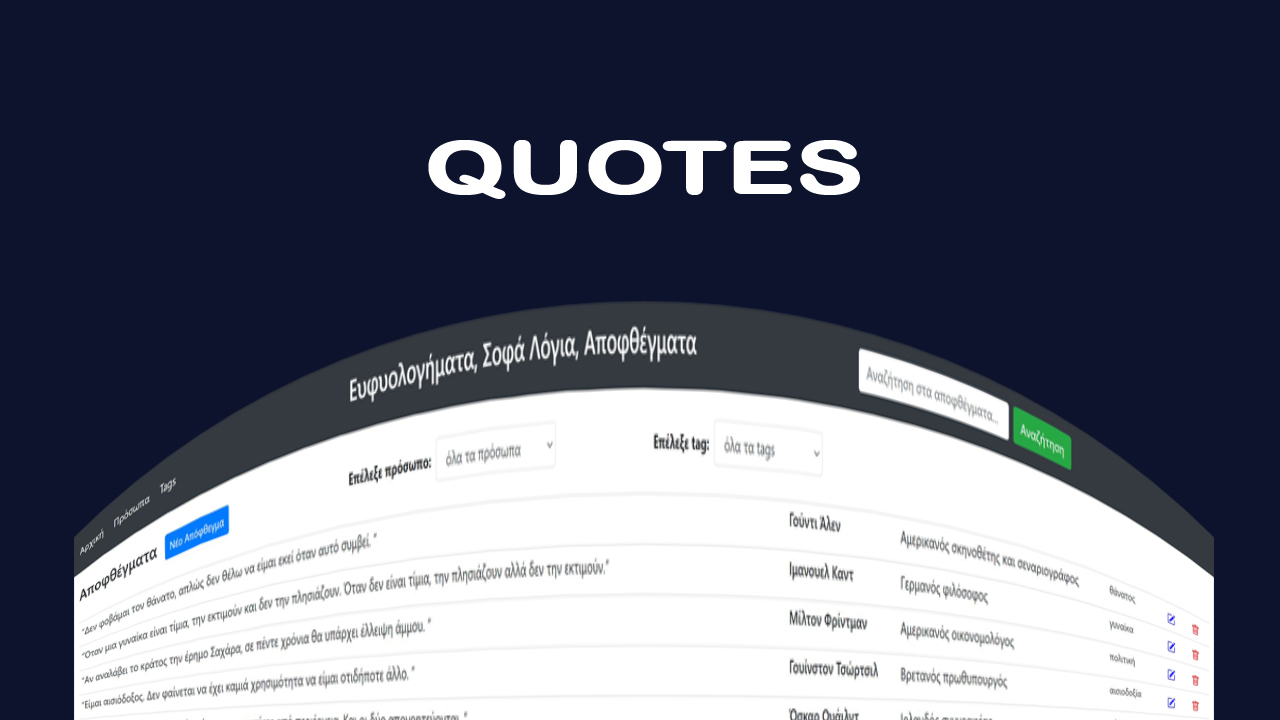 QUOTES
Αρχική Πρόσωπα Tags
Ευφυολογήματα, Σοφά Λόγια, Αποφθέγματα
Αναζήτηση στα αποφθέγματα... Αναζήτηση
Αποφθέγματα Νέο Απόφθεγμα
Επέλεξε πρόσωπο: όλα τα πρόσωπα
Επέλεξε tag: όλα τα tags
"Δεν φοβάμαι τον θάνατο, απλώς δεν θέλω να είμαι εκεί όταν αυτό συμβεί. " Γούντι Άλεν Αμερικανός σκηνοθέτης και σεναριογράφος θάνατος
"Όταν μια γυναίκα είναι τίμια, την εκτιμούν και δεν την πλησιάζουν. Όταν δεν είναι τίμια, την πλησιάζουν αλλά δεν την εκτιμούν." Ιμανουελ Καντ Γερμανός φιλόσοφος γυναίκα
"Αν αναλάβει το κράτος την έρημο Σαχάρα, σε πέντε χρόνια θα υπάρχει έλλειψη άμμου. " Μίλτον Φρίντμαν Αμερικανός οικονομολόγος πολιτική
"Είμαι αισιόδοξος. Δεν φαίνεται να έχει καμιά χρησιμότητα να είμαι οτιδήποτε άλλο. " Γουίνστον Τσώρτσιλ Βρετανός πρωθυπουργός αισιοδοξία
Όσκαρ Ουάιλντ